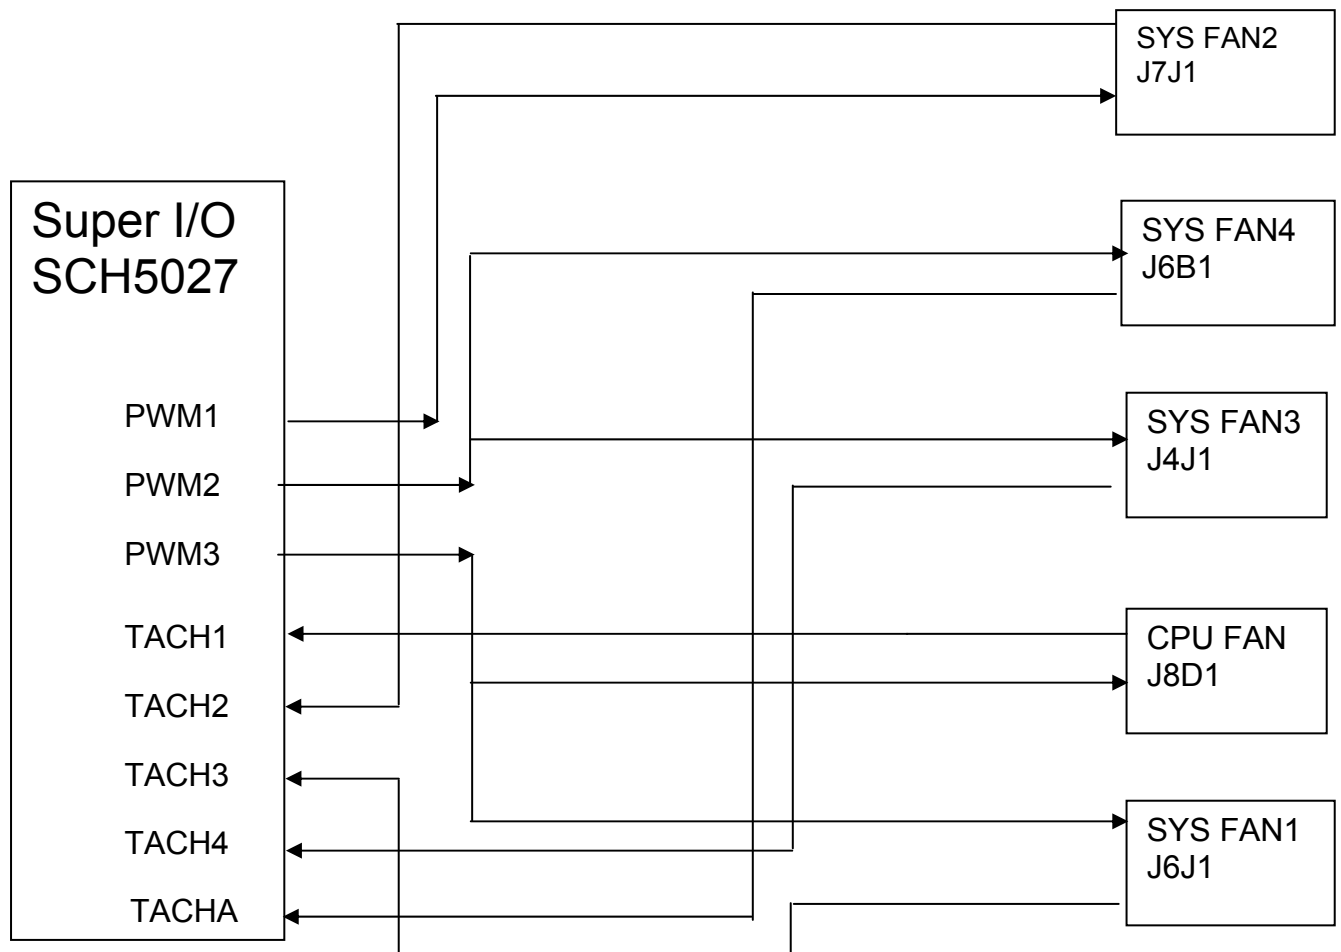 Super I/O
SCH5027
PWM1
PWM2
PWM3
TACH1
TACH2
TACH3
TACH4
TACHA
SYS FAN2
J7J1
SYS FAN4
J6B1
SYS FAN3
J4J1
CPU FAN
J8D1
SYS FAN1
J6J1